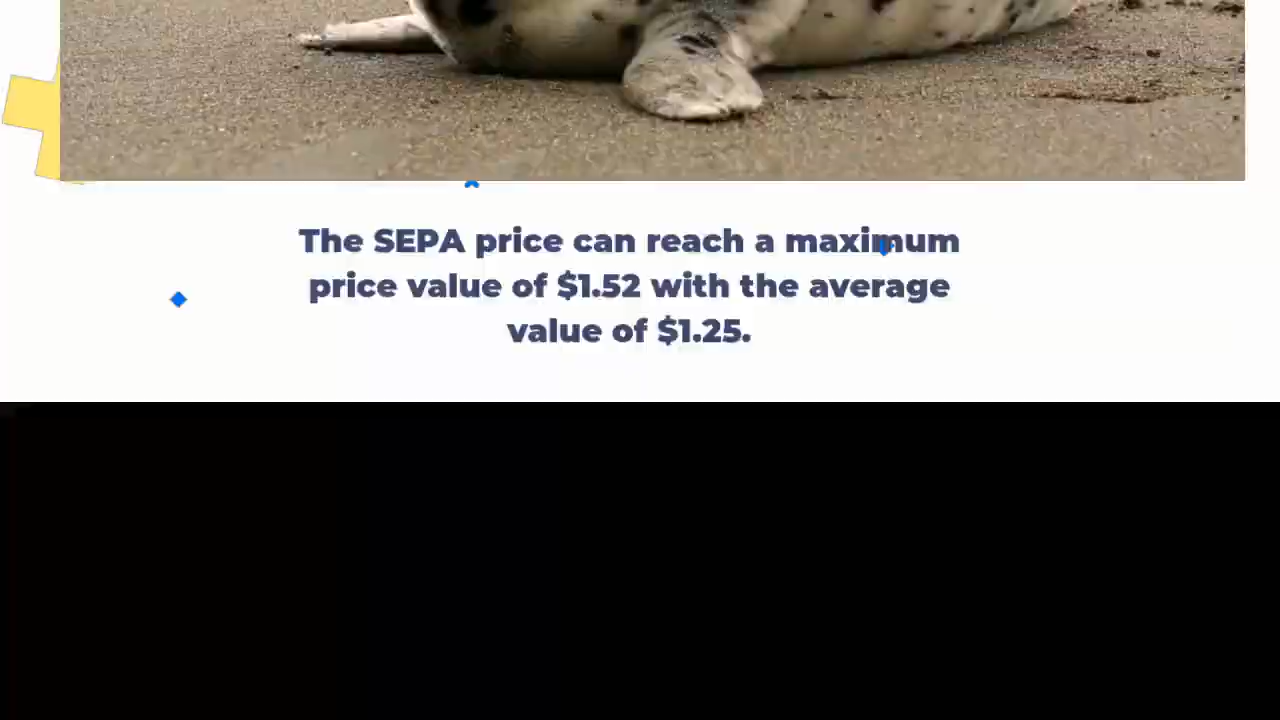 The SEPA price can reach a maximum
price value of $1.52 with the average
value of $1.25.